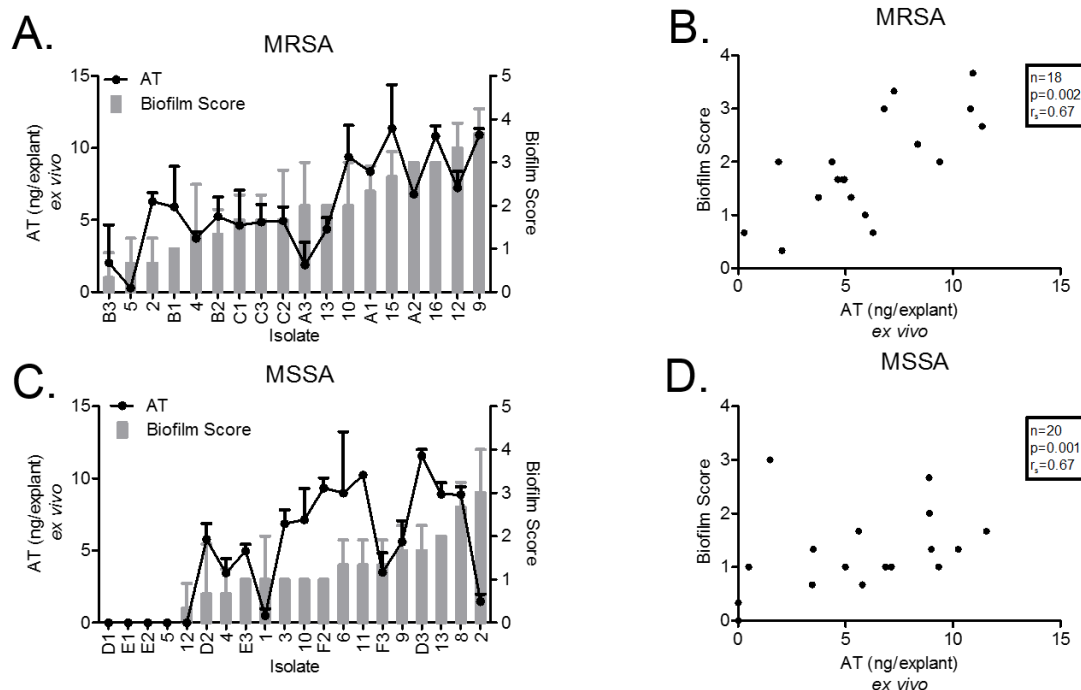 A.
MRSA
AT
Biofilm Score
15
10
5
0
5
4
3
2
1
0
AT (ng/explant)
ex vivo
Biofilm Score
B3 5 2 B1 4 B2 C1 C3 C2 A3 13 10 A1 15 A2 16 12 9
Isolate
B.
MRSA
4
3
2
1
0
Biofilm Score
n=18
p=0.002
rs=0.67
0 5 10 15
AT (ng/explant)
ex vivo
C.
MSSA
AT
Biofilm Score
15
10
5
0
5
4
3
2
1
0
AT (ng/explant)
ex vivo
Biofilm Score
D1 E1 E2 5 12 D2 4 E3 1 3 10 F2 6 11 F3 9 D3 13 8 2
Isolate
D.
MSSA
4
3
2
1
0
Biofilm Score
n=20
p=0.001
rs=0.67
0 5 10 15
AT (ng/explant)
ex vivo